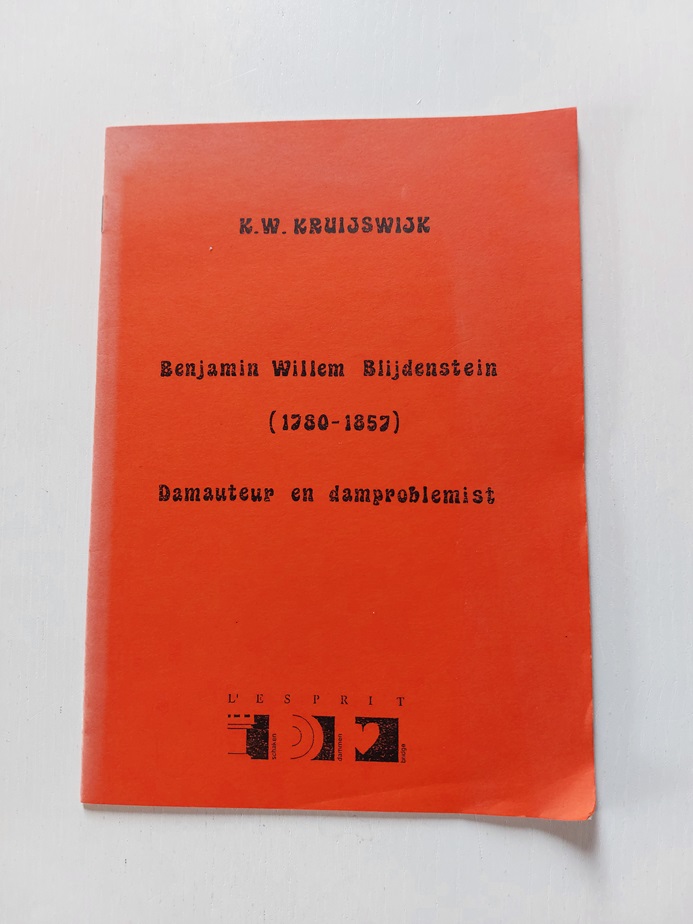 K.W. KRUIJSWIJK
Benjamin Willem Blijdenstein
(1780-1857)
Damauteur en damproblemist
L'ESPRIT
schaken
dammen
bridge